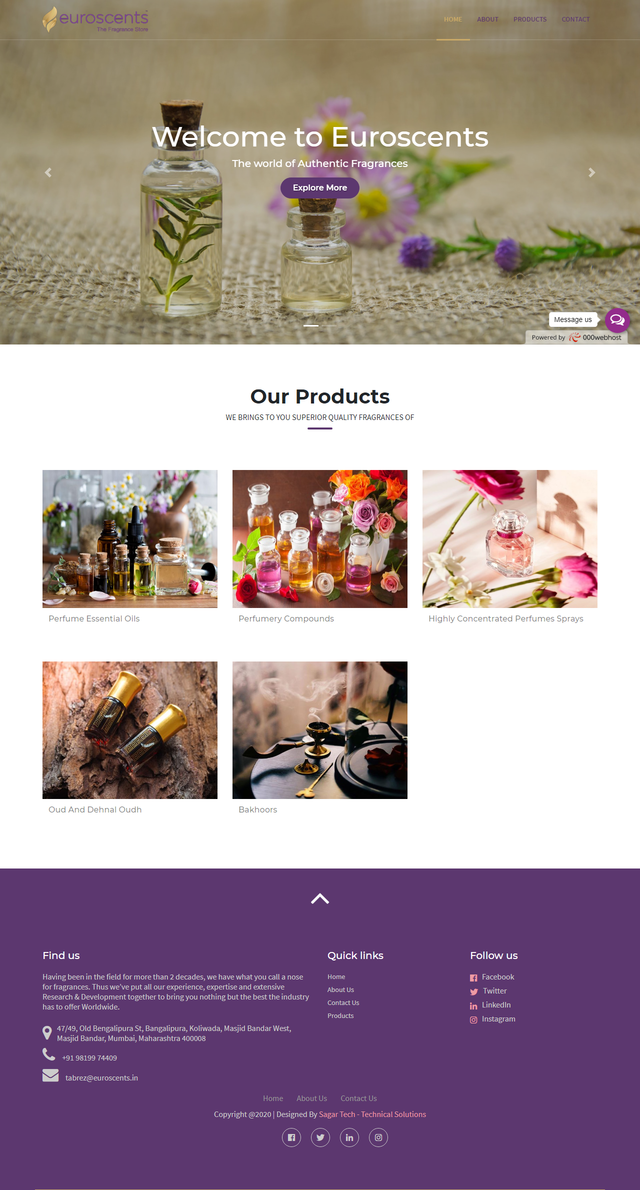 euroscents
The Fragrance Store
HOME ABOUT PRODUCTS CONTACT
Welcome to Euroscents
The world of Authentic Fragrances
Explore More
Message us
Powered by 000webhost
Our Products
WE BRINGS TO YOU SUPERIOR QUALITY FRAGRANCES OF
Perfume Essential Oils
Perfumery Compounds
Highly Concentrated Perfumes Sprays
Oud And Dehnal Oudh
Bakhoors
Find us
Having been in the field for more than 2 decades, we have what you call a nose
for fragrances. Thus we've put all our experience, expertise and extensive
Research & Development together to bring you nothing but the best the industry
has to offer Worldwide.
47/49, Old Bengalipura St, Bangalipura, Koliwada, Masjid Bandar West,
Masjid Bandar, Mumbai, Maharashtra 400008
+91 98199 74409
tabrez@euroscents.in
Quick links
Home
About Us
Contact Us
Products
Follow us
Facebook
Twitter
LinkedIn
Instagram
Home About Us Contact Us
Copyright @2020 | Designed By Sagar Tech - Technical Solutions